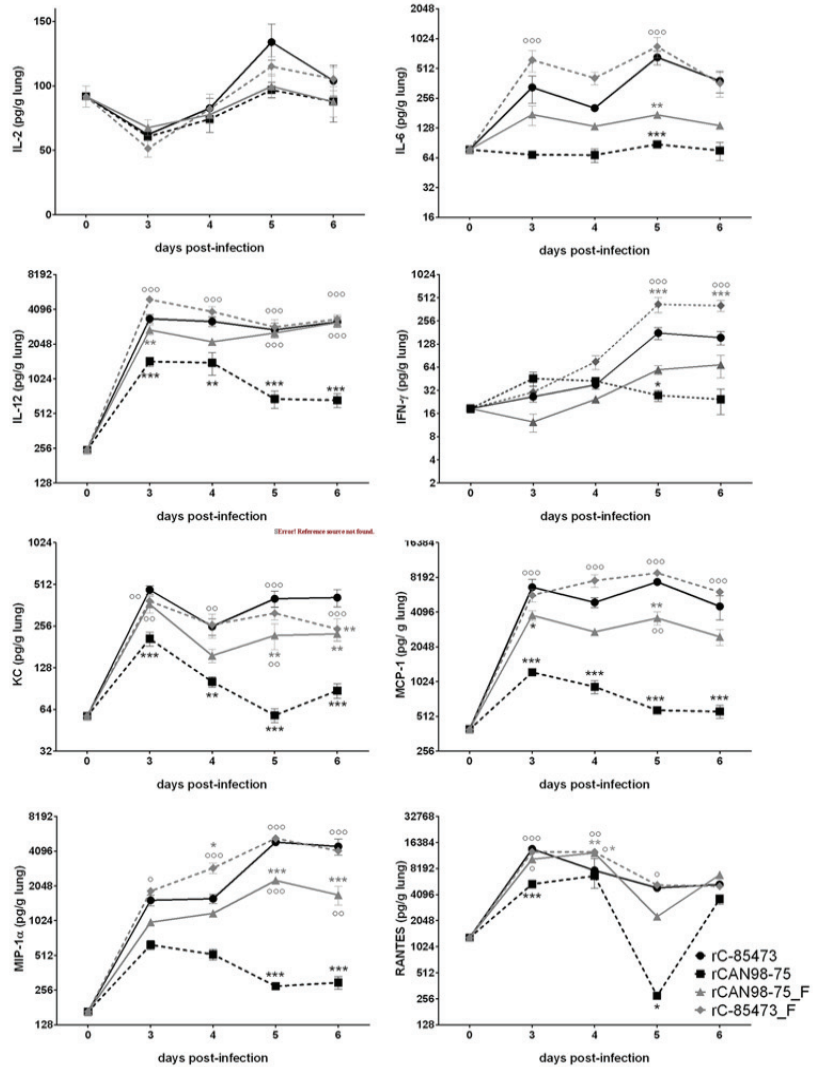 150
100
50
0
IL-2 (pg/g lung)
0 3 4 5 6
days post-infection
2048
1024
512
256
128
64
32
16
IL-6 (pg/g lung)
°°° °°°
**
***
0 3 4 5 6
days post-infection
8192
4096
2048
1024
512
256
128
IL-12 (pg/g lung)
°°° °°° °°° °°°
°°° °°°
**
*** ** *** ***
0 3 4 5 6
days post-infection
1024
512
256
128
64
32
16
8
4
2
IFN-γ (pg/g lung)
°°° °°°
*** ***
*
0 3 4 5 6
days post-infection
Error! Reference source not found.
1024
512
256
128
64
32
KC (pg/g lung)
°° °° °°° °°°
°°
** ** **
°°
*** ** *** ***
0 3 4 5 6
days post-infection
16384
8192
4096
2048
1024
512
256
MCP-1 (pg/ g lung)
°°° °°° °°° °°°
* **
°°
*** *** *** ***
0 3 4 5 6
days post-infection
8192
4096
2048
1024
512
256
128
MIP-1α (pg/g lung)
° * °°° °°° °°°
*** ***
°°° °°
*** ***
0 3 4 5 6
days post-infection
32768
16384
8192
4096
2048
1024
512
256
128
RANTES (pg/g lung)
°°° °°
** ° * °
°
***
*
0 3 4 5 6
days post-infection
rC-85473
rCAN98-75
rCAN98-75_F
rC-85473_F